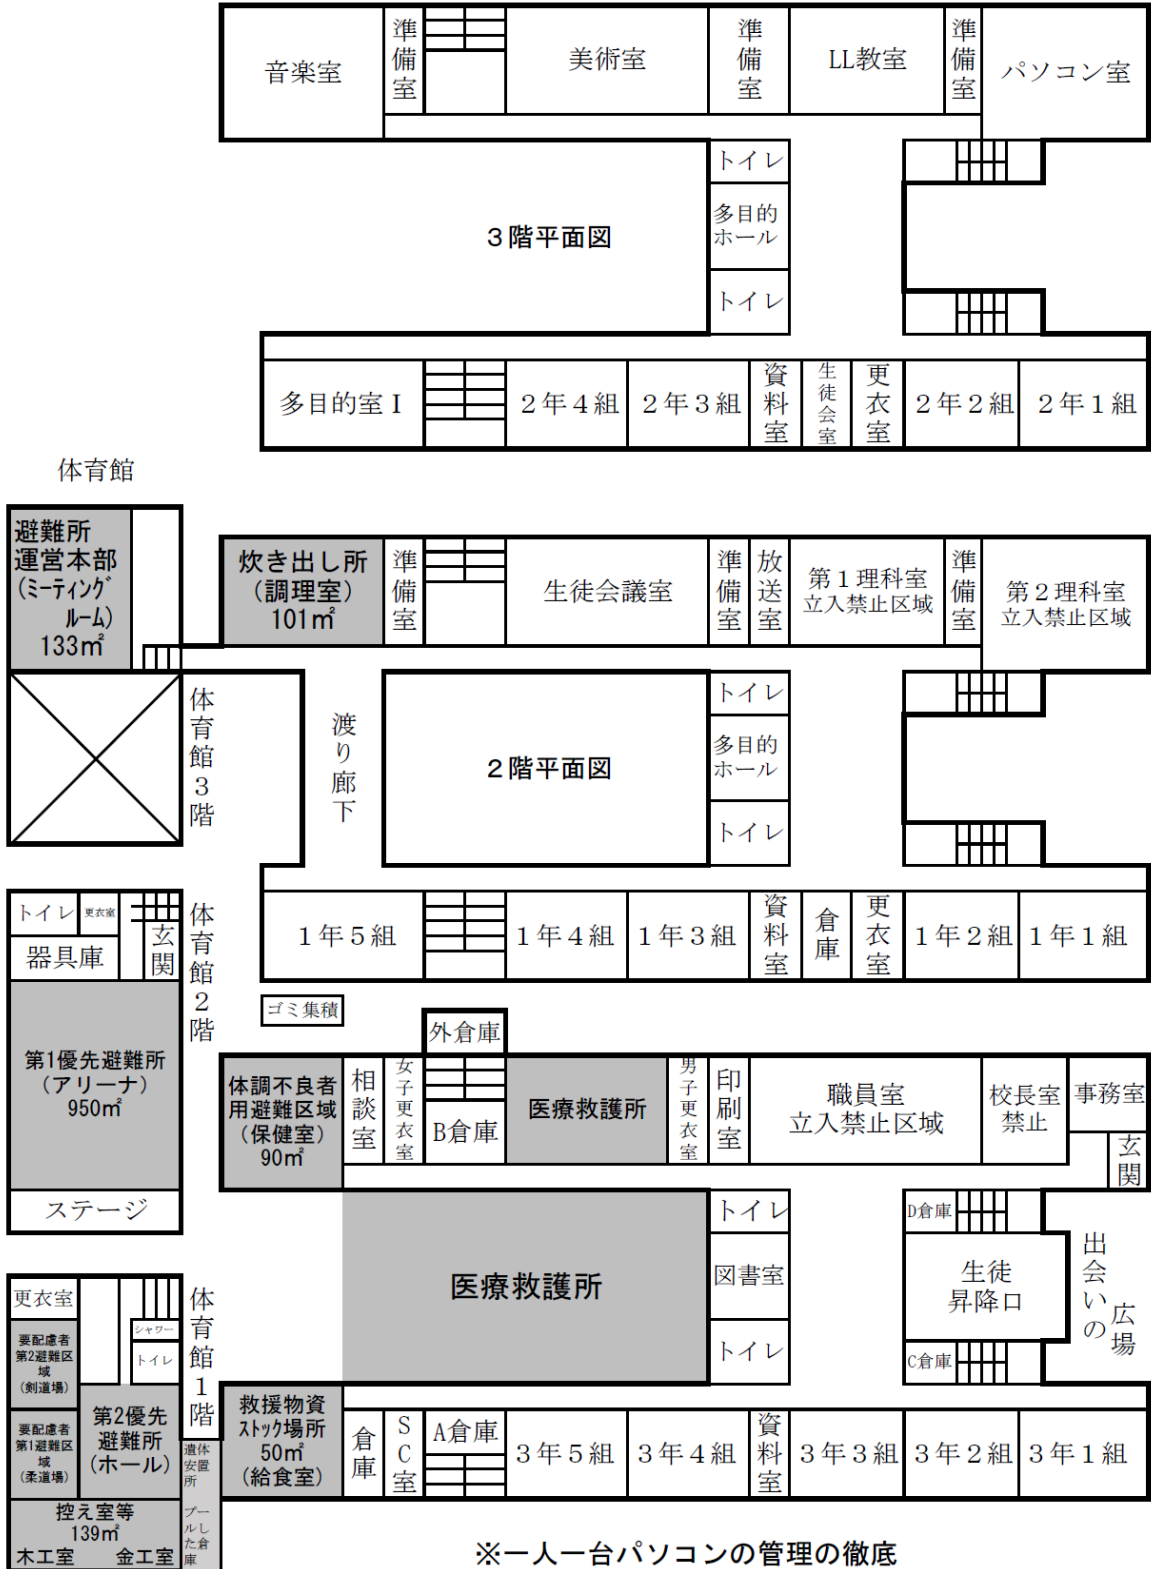 音楽室
準備室
美術室
準備室
LL教室
準備室
パソコン室
トイレ
多目的
ホール
トイレ
3階平面図
多目的室Ⅰ
2年4組
2年3組
資料室
生徒会室
更衣室
2年2組
2年1組
体育館
避難所
運営本部
(ミーティング
ルーム)
133㎡
体育館3階
炊き出し所
(調理室)
101㎡
準備室
生徒会議室
準備室
放送室
第1理科室
立入禁止区域
準備室
第2理科室
立入禁止区域
渡り廊下
2階平面図
トイレ
多目的
ホール
トイレ
1年5組
1年4組
1年3組
資料室
倉庫
更衣室
1年2組
1年1組
トイレ
更衣室
器具庫
玄関
体育館2階
第1優先避難所
(アリーナ)
950㎡
ステージ
ゴミ集積
外倉庫
体調不良者
用避難区域
(保健室)
90㎡
相談室
女子更衣室
B倉庫
医療救護所
男子更衣室
印刷室
職員室
立入禁止区域
校長室
禁止
事務室
玄関
医療救護所
トイレ
図書室
トイレ
D倉庫
生徒
昇降口
C倉庫
出会いの
広場
更衣室
シャワー
トイレ
体育館1階
要配慮者
第2避難区
域
(剣道場)
要配慮者
第1避難区
域
(柔道場)
第2優先
避難所
(ホール)
遺体
安置
所
プー
ルし
た倉
庫
控え室等
139㎡
木工室
金工室
救援物資
ストック場所
50㎡
(給食室)
倉庫
SC室
A倉庫
3年5組
3年4組
資料室
3年3組
3年2組
3年1組
※一人一台パソコンの管理の徹底